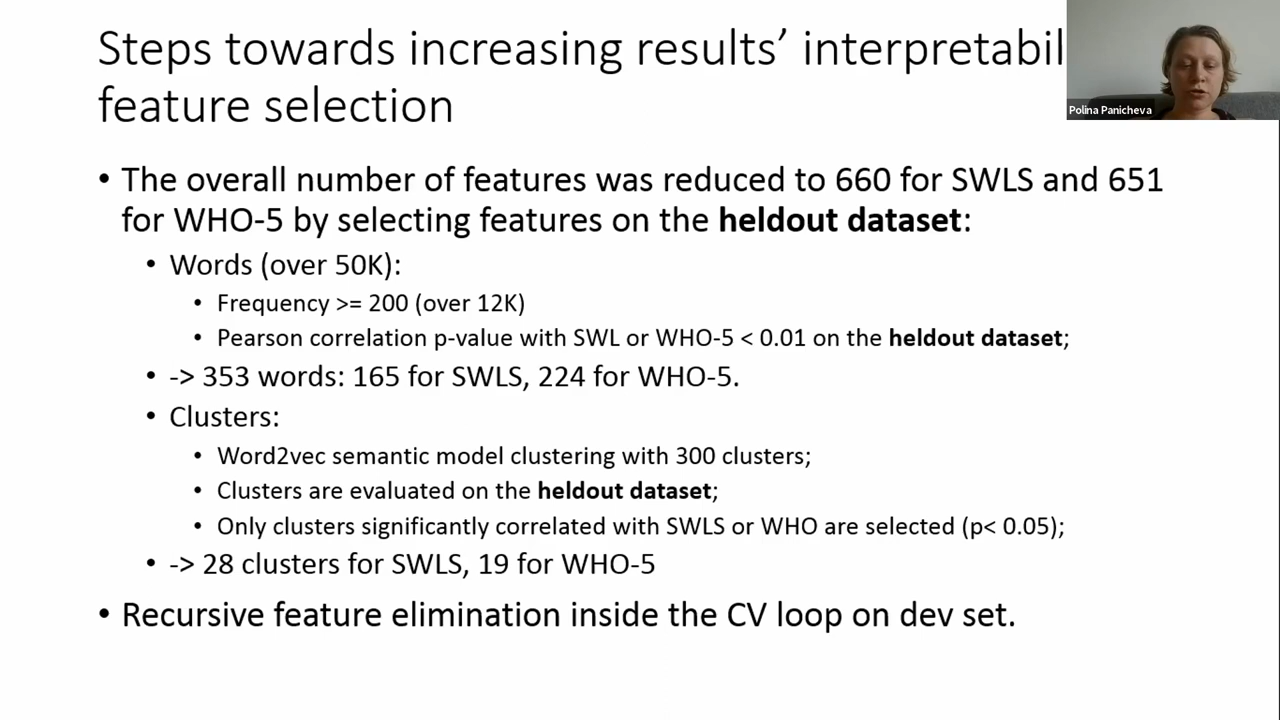 Steps towards increasing results’ interpretabil
feature selection
Polina Panicheva
• The overall number of features was reduced to 660 for SWLS and 651
for WHO-5 by selecting features on the heldout dataset:
• Words (over 50K):
• Frequency >= 200 (over 12K)
• Pearson correlation p-value with SWL or WHO-5 < 0.01 on the heldout dataset;
• -> 353 words: 165 for SWLS, 224 for WHO-5.
• Clusters:
• Word2vec semantic model clustering with 300 clusters;
• Clusters are evaluated on the heldout dataset;
• Only clusters significantly correlated with SWLS or WHO are selected (p< 0.05);
• -> 28 clusters for SWLS, 19 for WHO-5
• Recursive feature elimination inside the CV loop on dev set.